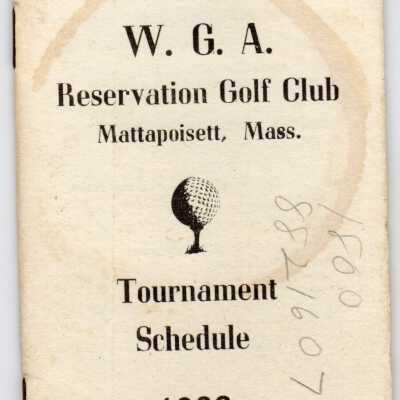 W. G. A.
Reservation Golf Club
Mattapoisett, Mass.
Tournament
Schedule